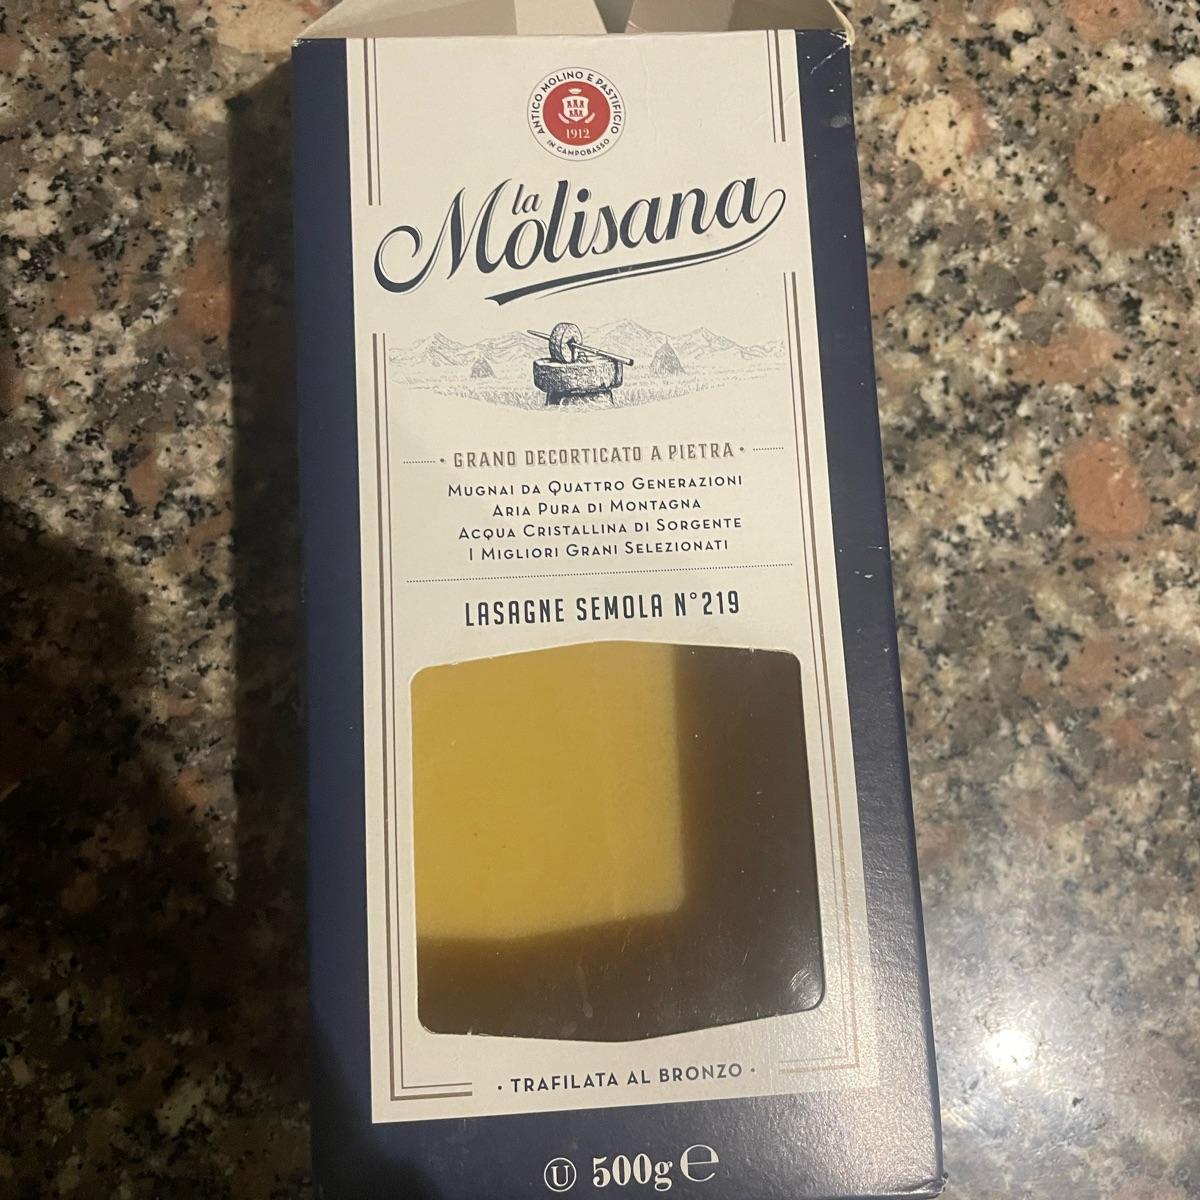 ANTICO MOLINO E PASTIFICIO
1912
IN CAMPOBASSO
la
Molisana
• GRANO DECORTICATO A PIETRA •
MUGNAI DA QUATTRO GENERAZIONI
ARIA PURA DI MONTAGNA
ACQUA CRISTALLINA DI SORGENTE
I MIGLIORI GRANI SELEZIONATI
LASAGNE SEMOLA N°219
• TRAFILATA AL BRONZO •
U 500g ℮